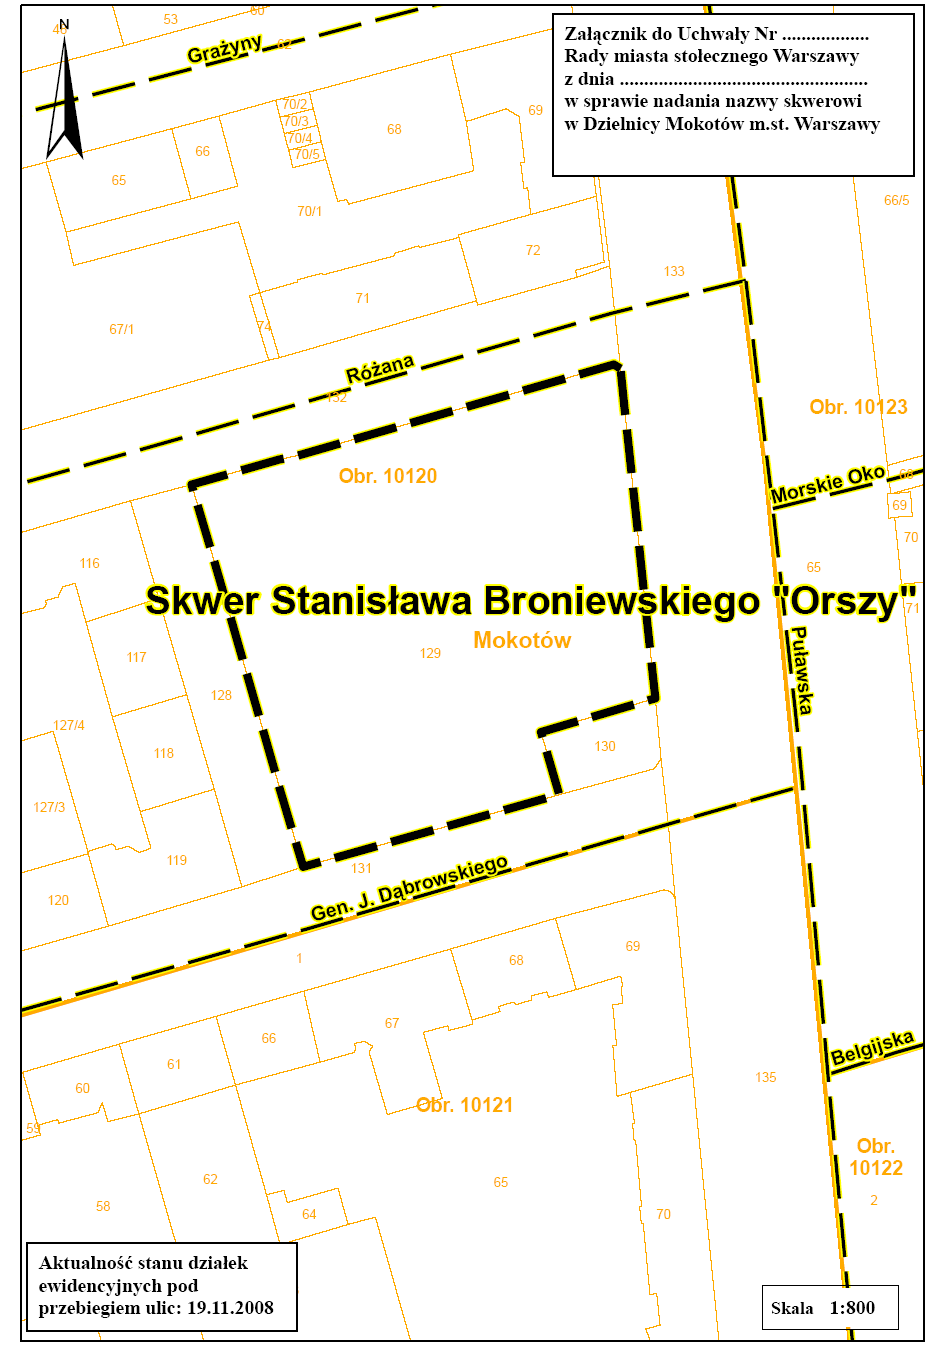 N
46
53
60
62
Grażyny
Załącznik do Uchwały Nr ..................
Rady miasta stołecznego Warszawy
z dnia ...................................................
w sprawie nadania nazwy skwerowi
w Dzielnicy Mokotów m.st. Warszawy
70/2
70/3
70/4
70/5
68
69
66
65
70/1
66/5
72
133
71
74
67/1
Różana
132
Obr. 10123
Obr. 10120
Morskie Oko
68
69
70
116
65
Skwer Stanisława Broniewskiego "Orszy"
71
Mokotów
129
117
Puławska
128
127/4
118
130
127/3
119
131
120
Gen. J. Dąbrowskiego
1
68
69
67
66
61
60
59
Belgijska
135
Obr. 10121
Obr.
10122
2
62
65
58
64
70
Aktualność stanu działek
ewidencyjnych pod
przebiegiem ulic: 19.11.2008
Skala 1:800